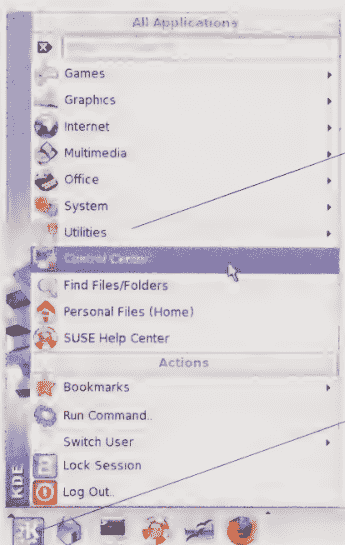 All Applications
Games
Graphics
Internet
Multimedia
Office
System
Utilities
Control Center
Find Files/Folders
Personal Files (Home)
SUSE Help Center
Actions
Bookmarks
Run Command..
Switch User
Lock Session
Log Out..
KDE